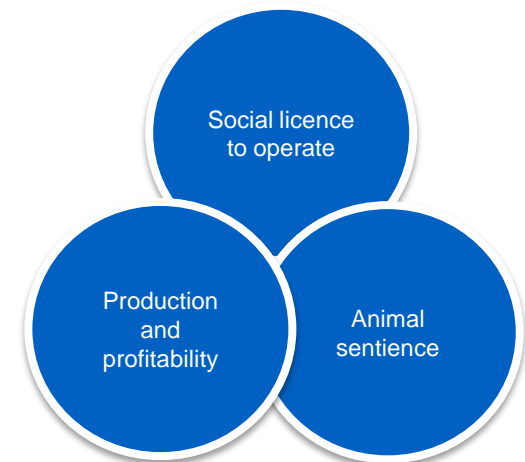 Social licence
to operate
Production
and
profitability
Animal
sentience